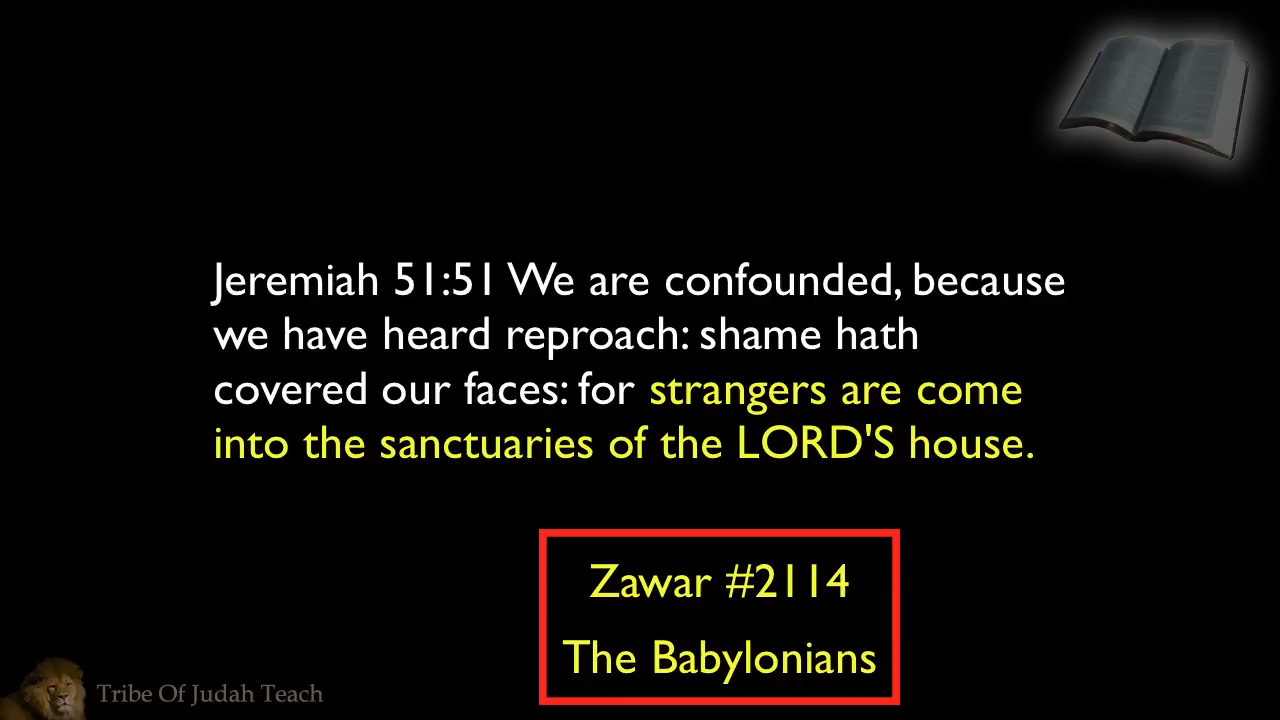 Jeremiah 51:51 We are confounded, because
we have heard reproach: shame hath
covered our faces: for strangers are come
into the sanctuaries of the LORD'S house.
Zawar #2114
The Babylonians
Tribe Of Judah Teach